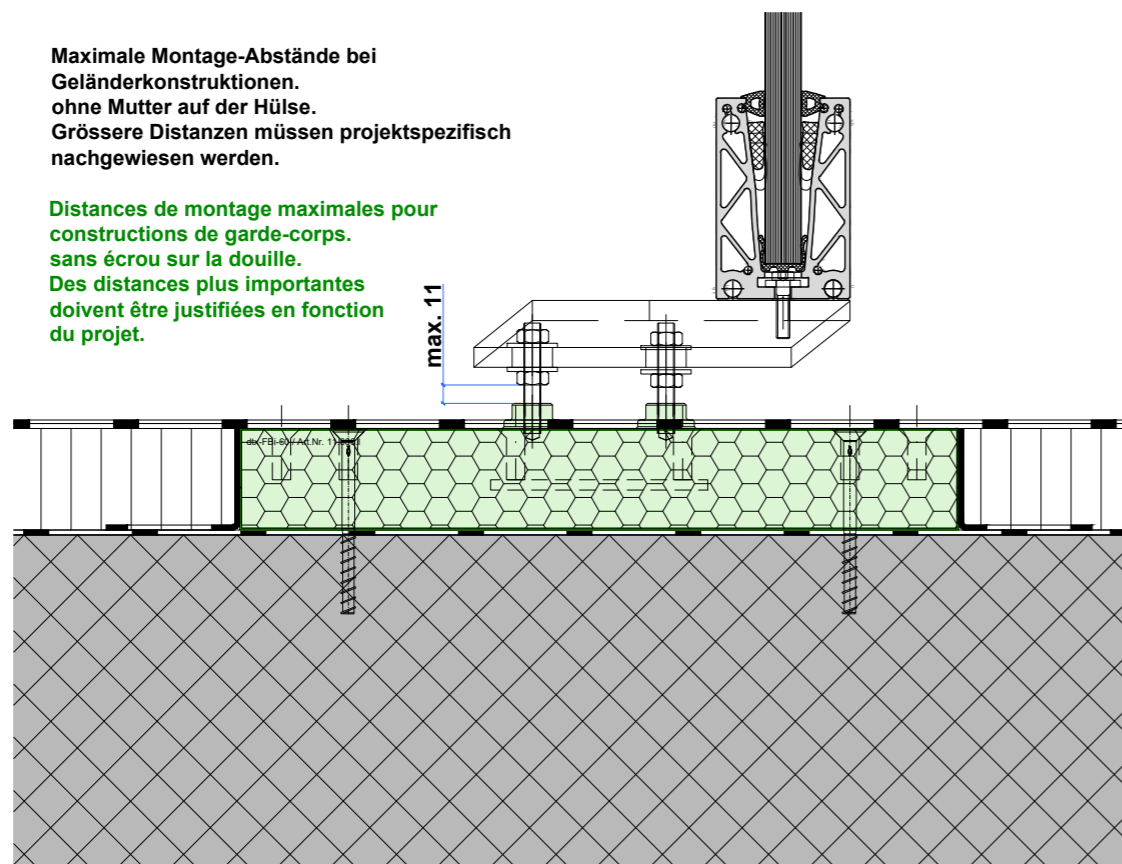 Maximale Montage-Abstände bei
Geländerkonstruktionen.
ohne Mutter auf der Hülse.
Grössere Distanzen müssen projektspezifisch
nachgewiesen werden.
Distances de montage maximales pour
constructions de garde-corps.
sans écrou sur la douille.
Des distances plus importantes
doivent être justifiées en fonction
du projet.
max. 11
Art.Nr.